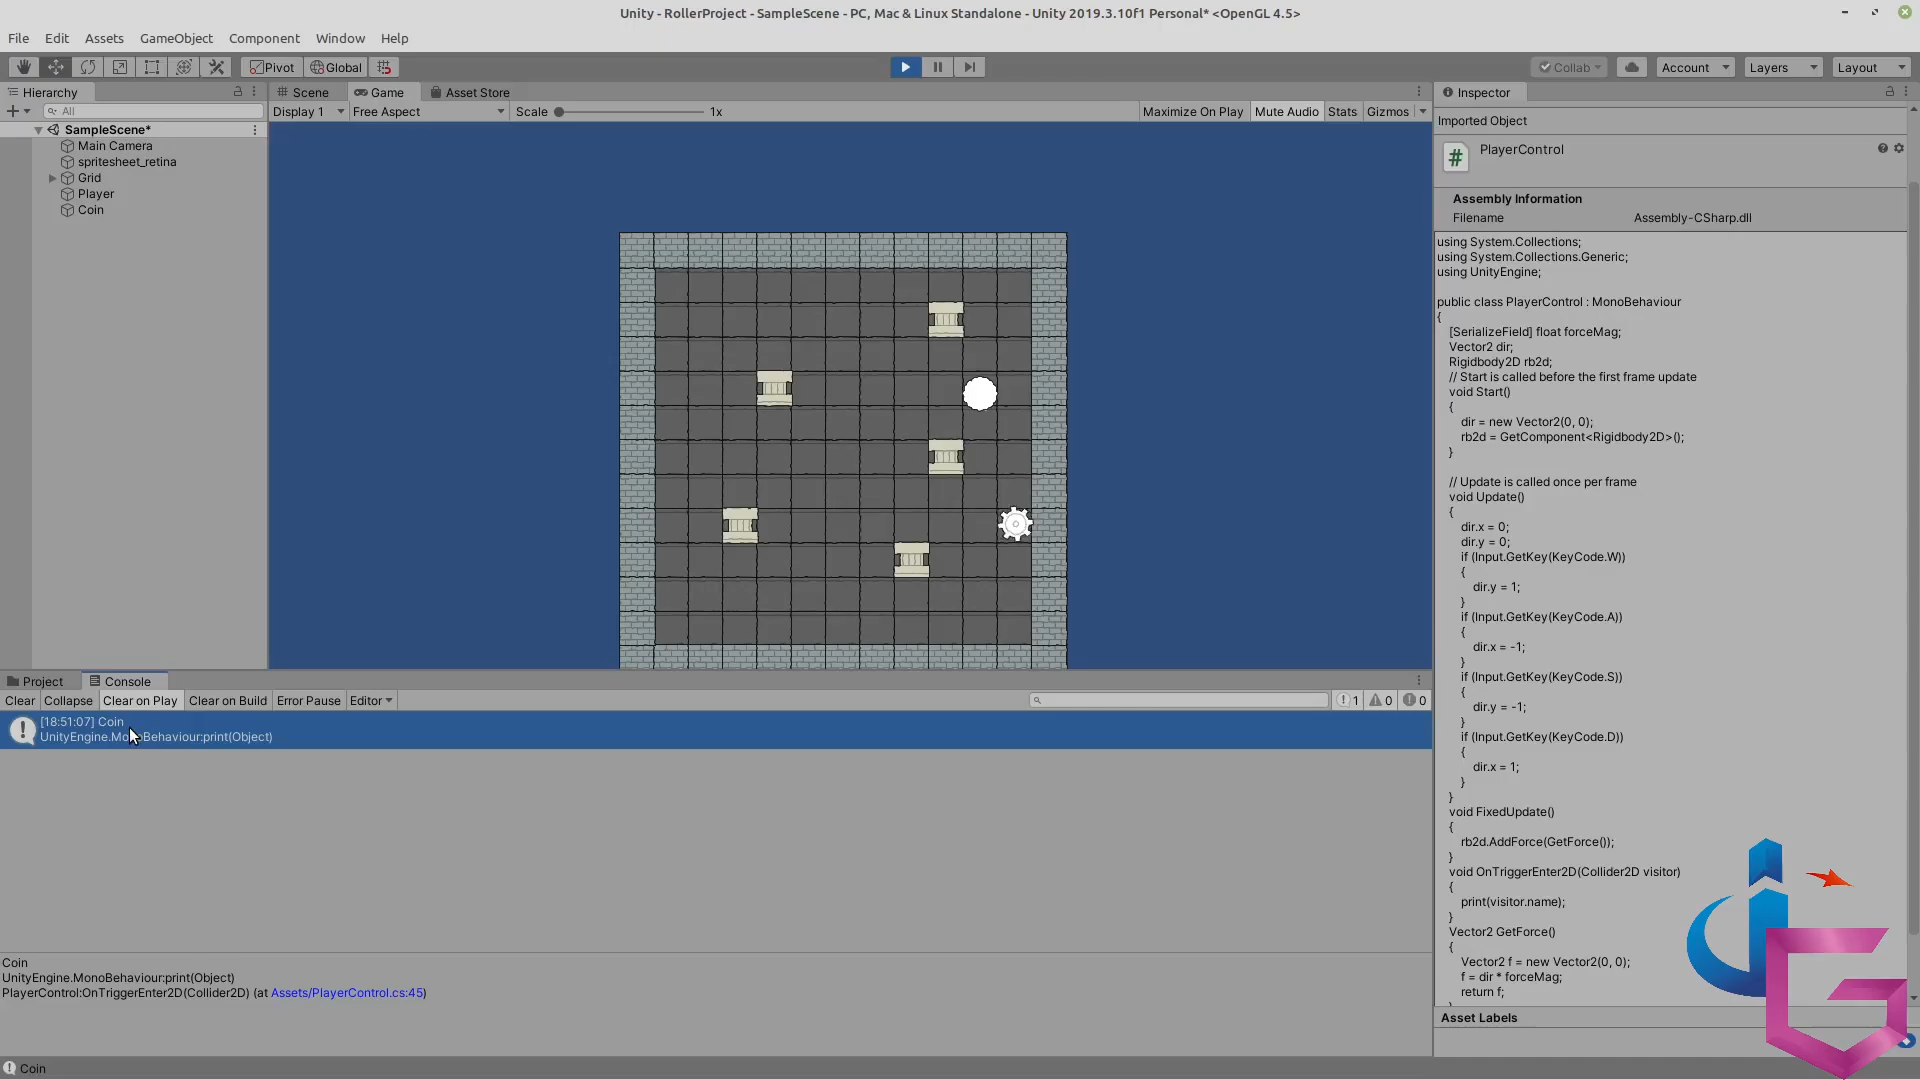 Unity - RollerProject - SampleScene - PC, Mac & Linux Standalone - Unity 2019.3.10f1 Personal* <OpenGL 4.5>
File Edit Assets GameObject Component Window Help
Pivot Global Collab Account Layers Layout
Hierarchy
All
SampleScene*
Main Camera
spritesheet_retina
Grid
Player
Coin
Scene Game Asset Store
Display 1 Free Aspect Scale 1x Maximize On Play Mute Audio Stats Gizmos
Project Console
Clear Collapse Clear on Play Clear on Build Error Pause Editor 1 0 0
[18:51:07] Coin
UnityEngine.MonoBehaviour:print(Object)
Coin
UnityEngine.MonoBehaviour:print(Object)
PlayerControl:OnTriggerEnter2D(Collider2D) (at Assets/PlayerControl.cs:45)
Coin
Inspector
Imported Object
PlayerControl
Assembly Information
Filename Assembly-CSharp.dll
using System.Collections;
using System.Collections.Generic;
using UnityEngine;
public class PlayerControl : MonoBehaviour
{
[SerializeField] float forceMag;
Vector2 dir;
Rigidbody2D rb2d;
// Start is called before the first frame update
void Start()
{
dir = new Vector2(0, 0);
rb2d = GetComponent<Rigidbody2D>();
}
// Update is called once per frame
void Update()
{
dir.x = 0;
dir.y = 0;
if (Input.GetKey(KeyCode.W))
{
dir.y = 1;
}
if (Input.GetKey(KeyCode.A))
{
dir.x = -1;
}
if (Input.GetKey(KeyCode.S))
{
dir.y = -1;
}
if (Input.GetKey(KeyCode.D))
{
dir.x = 1;
}
}
void FixedUpdate()
{
rb2d.AddForce(GetForce());
}
void OnTriggerEnter2D(Collider2D visitor)
{
print(visitor.name);
}
Vector2 GetForce()
{
Vector2 f = new Vector2(0, 0);
f = dir * forceMag;
return f;
Asset Labels